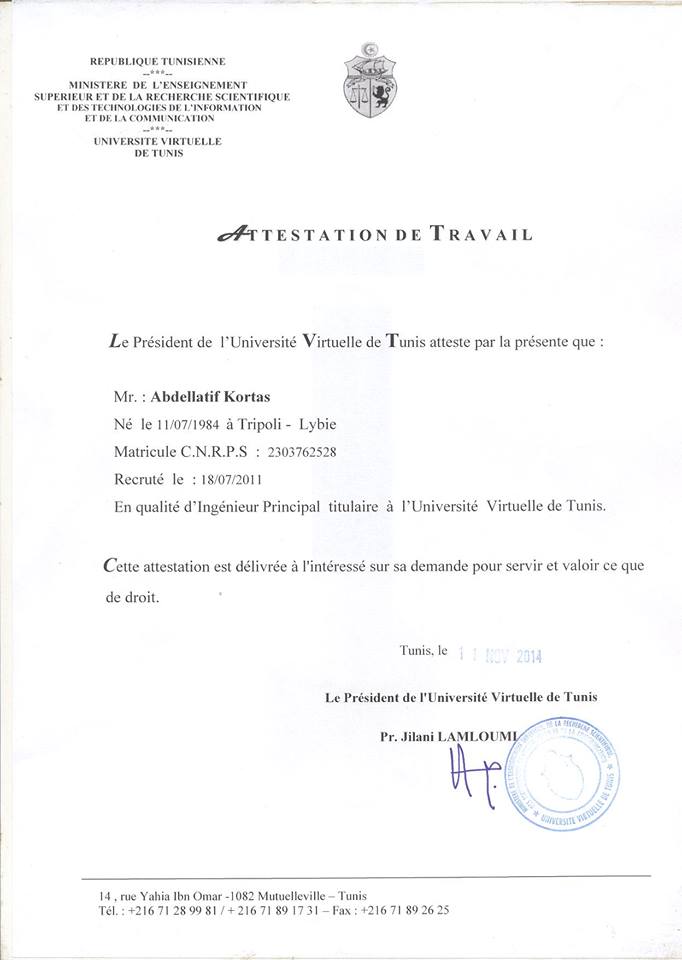 REPUBLIQUE TUNISIENNE
--***--
MINISTERE DE L'ENSEIGNEMENT
SUPERIEUR ET DE LA RECHERCHE SCIENTIFIQUE
ET DES TECHNOLOGIES DE L'INFORMATION
ET DE LA COMMUNICATION
--***--
UNIVERSITE VIRTUELLE
DE TUNIS
ATTESTATION DE TRAVAIL
Le Président de l'Université Virtuelle de Tunis atteste par la présente que :
Mr. : Abdellatif Kortas
Né le 11/07/1984 à Tripoli - Lybie
Matricule C.N.R.P.S : 2303762528
Recruté le : 18/07/2011
En qualité d'Ingénieur Principal titulaire à l'Université Virtuelle de Tunis.
Cette attestation est délivrée à l'intéressé sur sa demande pour servir et valoir ce que
de droit.
Tunis, le 11 NOV 2014
Le Président de l'Université Virtuelle de Tunis
Pr. Jilani LAMLOUMI
UNIVERSITE VIRTUELLE DE TUNIS
14 , rue Yahia Ibn Omar -1082 Mutuelleville – Tunis
Tél. : +216 71 28 99 81 / + 216 71 89 17 31 – Fax : +216 71 89 26 25